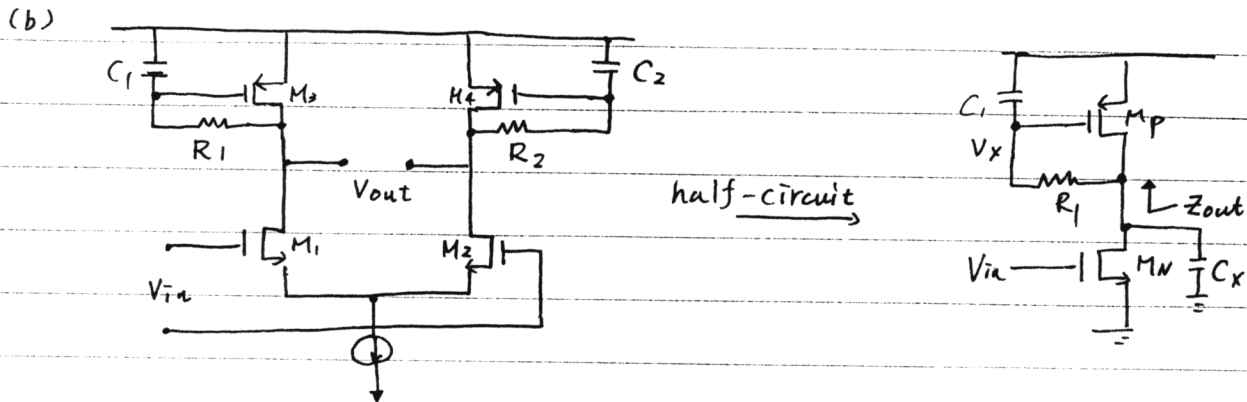 (b)
C1
M3
M4
C2
R1
R2
Vout
M1
M2
Vin
half-circuit
C1
Mp
Vx
R1
Zout
Vin
MN
Cx